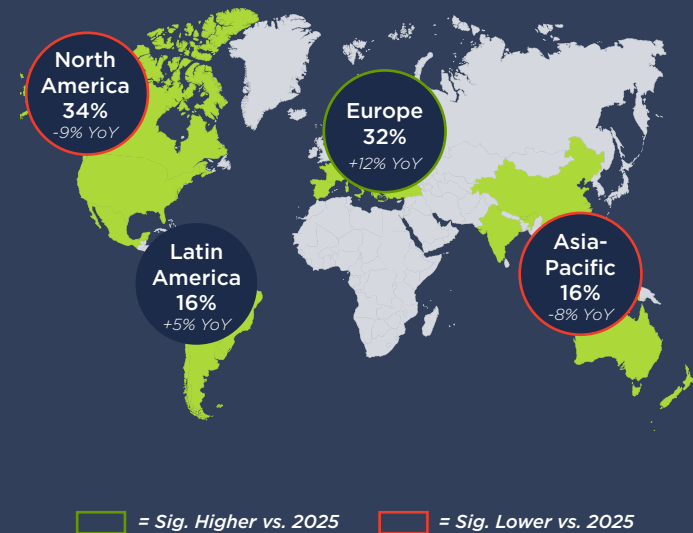 North
America
34%
-9% YoY
Europe
32%
+12% YoY
Latin
America
16%
+5% YoY
Asia-
Pacific
16%
-8% YoY
= Sig. Higher vs. 2025
= Sig. Lower vs. 2025